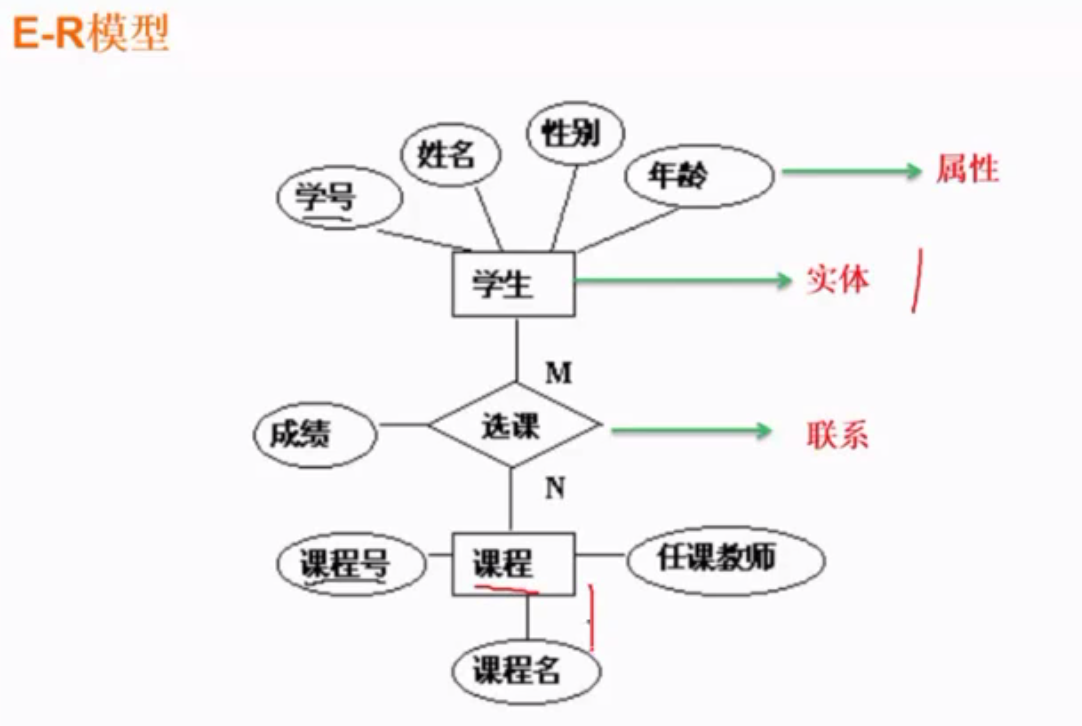 E-R模型
性别
姓名
年龄
属性
学号
学生
实体
M
选课
成绩
联系
N
课程号
课程
任课教师
课程名